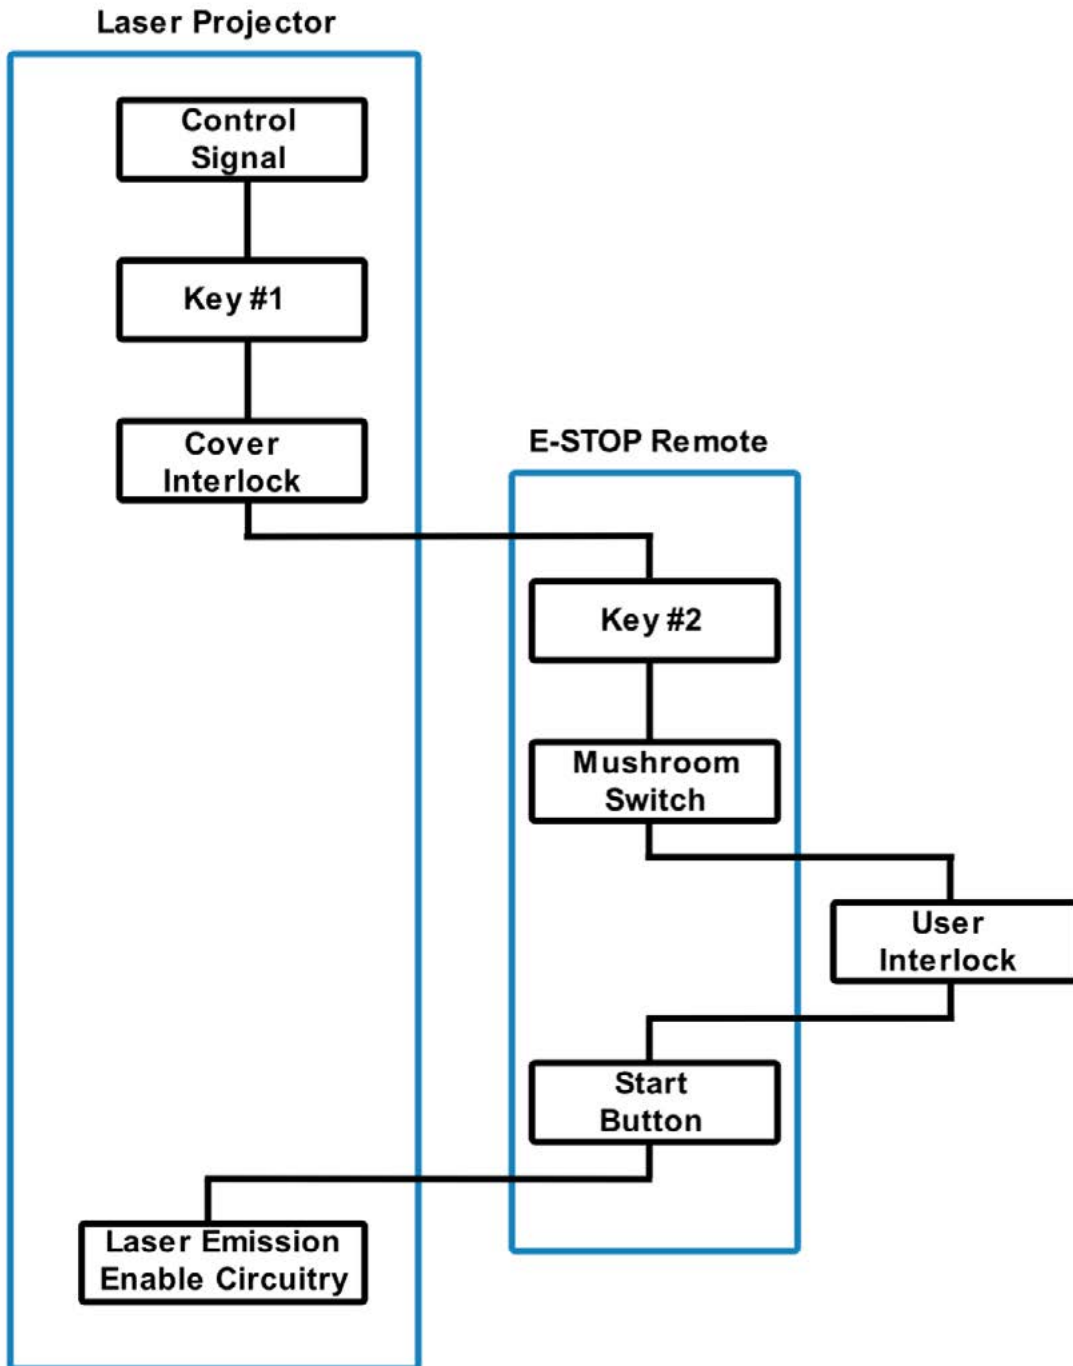 Laser Projector
Control
Signal
Key #1
Cover
Interlock
E-STOP Remote
Key #2
Mushroom
Switch
User
Interlock
Start
Button
Laser Emission
Enable Circuitry